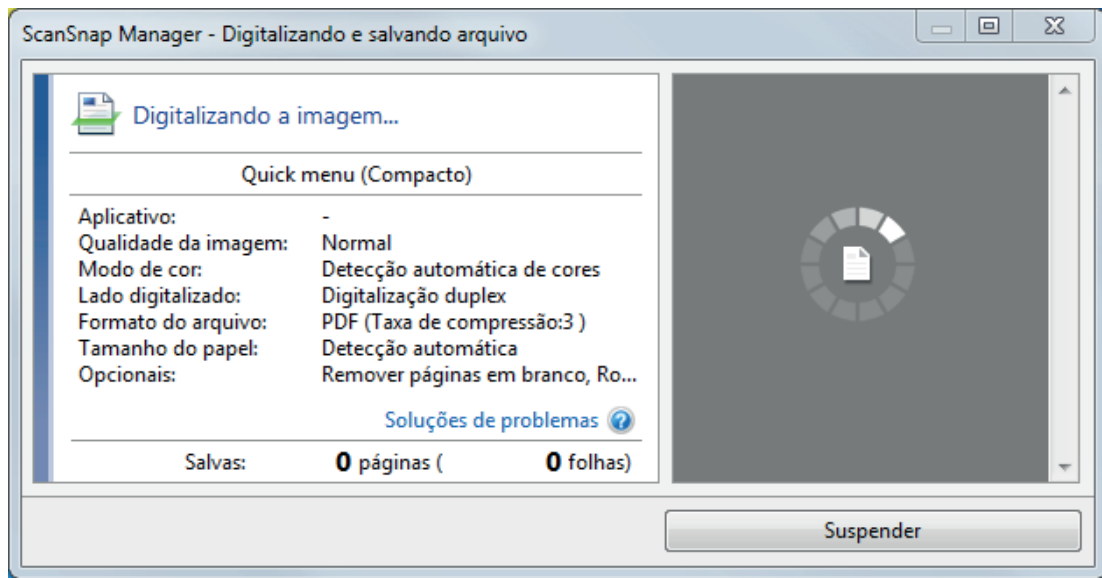 ScanSnap Manager - Digitalizando e salvando arquivo
Digitalizando a imagem...
Quick menu (Compacto)
Aplicativo: -
Qualidade da imagem: Normal
Modo de cor: Detecção automática de cores
Lado digitalizado: Digitalização duplex
Formato do arquivo: PDF (Taxa de compressão:3 )
Tamanho do papel: Detecção automática
Opcionais: Remover páginas em branco, Ro...
Soluções de problemas ?
Salvas: 0 páginas ( 0 folhas)
Suspender